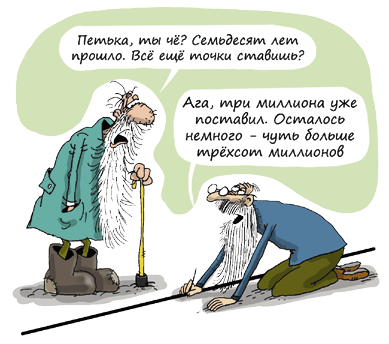 Петька, ты чё? Семьдесят лет
прошло. Всё ещё точки ставишь?
Ага, три миллиона уже
поставил. Осталось
немного - чуть больше
трёхсот миллионов